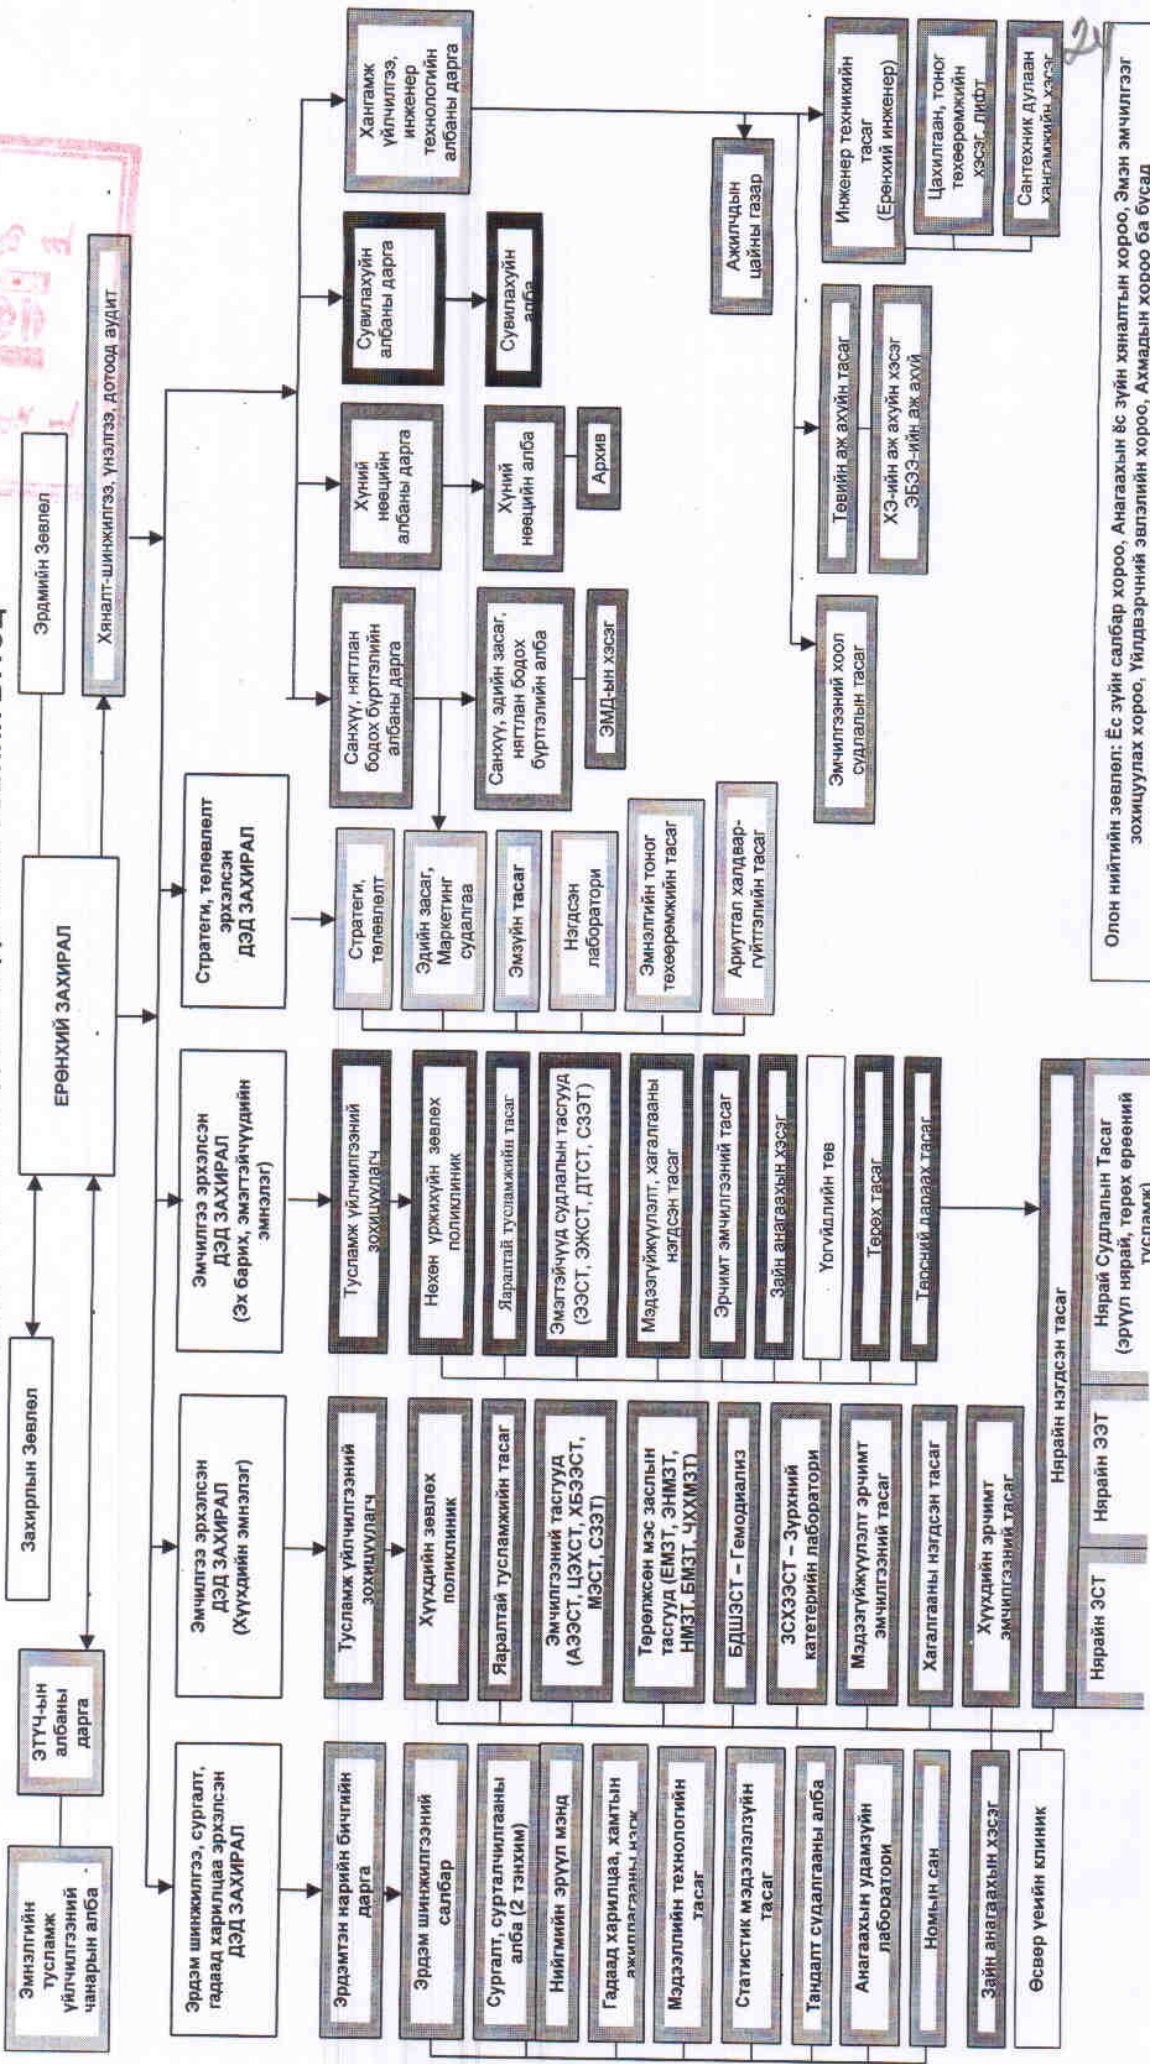 Эрдмийн Зөвлөл
Захирлын Зөвлөл
ЕРӨНХИЙ ЗАХИРАЛ
Хяналт-шинжилгээ, үнэлгээ, дотоод аудит
Эмнэлгийн
тусламж
үйлчилгээний
чанарын алба
ЭТҮЧ-ын
албаны
дарга
Эрдэм шинжилгээ, сургалт,
гадаад харилцаа эрхэлсэн
ДЭД ЗАХИРАЛ
Эмчилгээ эрхэлсэн
ДЭД ЗАХИРАЛ
(Хүүхдийн эмнэлэг)
Эмчилгээ эрхэлсэн
ДЭД ЗАХИРАЛ
(Эх барих, эмэгтэйчүүдийн
эмнэлэг)
Стратеги, төлөвлөлт
эрхэлсэн
ДЭД ЗАХИРАЛ
Эрдэмтэн нарийн бичгийн
дарга
Эрдэм шинжилгээний
салбар
Сургалт, сурталчилгааны
алба (2 тэнхим)
Нийгмийн эрүүл мэнд
Гадаад харилцаа, хамтын
ажиллагааны нэгж
Мэдээллийн технологийн
тасаг
Статистик мэдээлэлзүйн
тасаг
Тандалт судалгааны алба
Анагаахын удамзүйн
лаборатори
Номын сан
Зайн анагаахын хэсэг
Өсвөр үеийн клиник
Тусламж үйлчилгээний
зохицуулагч
Хүүхдийн зөвлөх
поликлиник
Яаралтай тусламжийн тасаг
Эмчилгээний тасгууд
(АЭЭСТ, ЦЭХСТ, ХБЭЭСТ,
МЭСТ, СЗЭТ)
Төрөлжсөн мэс заслын
тасгууд (ЕМЗТ, ЭНМЗТ,
НМЗТ, БМЗТ, ЧХХМЗТ)
БДШЭСТ – Гемодиализ
ЗСХЭЭСТ – Зүрхний
катетерийн лаборатори
Мэдээгүйжүүлэлт эрчимт
эмчилгээний тасаг
Хагалгааны нэгдсэн тасаг
Хүүхдийн эрчимт
эмчилгээний тасаг
Тусламж үйлчилгээний
зохицуулагч
Нөхөн үржихүйн зөвлөх
поликлиник
Яаралтай тусламжийн тасаг
Эмэгтэйчүүд судлалын тасгууд
(ЭЭСТ, ЭЖСТ, ДТСТ, СЗЭТ)
Мэдээгүйжүүлэлт, хагалгааны
нэгдсэн тасаг
Эрчимт эмчилгээний тасаг
Зайн анагаахын хэсэг
Үргүйдлийн төв
Төрөх тасаг
Төрсний дараах тасаг
Нярайн нэгдсэн тасаг
Нярайн ЭСТ
Нярайн ЭЭТ
Нярай Судлалын Тасаг
(эрүүл нярай, төрөх өрөөний
тусламж)
Стратеги,
төлөвлөлт
Эдийн засаг,
Маркетинг
судалгаа
Эмзүйн тасаг
Нэгдсэн
лаборатори
Эмнэлгийн тоног
төхөөрөмжийн тасаг
Ариутгал халдвар-
гүйтгэлийн тасаг
Санхүү, нягтлан
бодох бүртгэлийн
албаны дарга
Санхүү, эдийн засаг,
нягтлан бодох
бүртгэлийн алба
ЭМД-ын хэсэг
Хүний
нөөцийн
албаны дарга
Хүний
нөөцийн алба
Архив
Сувилахуйн
албаны дарга
Сувилахуйн
алба
Хангамж
үйлчилгээ,
инженер
технологийн
албаны дарга
Ажилчдын
цайны газар
Эмчилгээний хоол
судлалын тасаг
Төвийн аж ахуйн тасаг
ХЭ-ийн аж ахуйн хэсэг
ЭБЭЭ-ийн аж ахуй
Инженер техникийн
тасаг
(Ерөнхий инженер)
Цахилгаан, тоног
төхөөрөмжийн
хэсэг, лифт
Сантехник дулаан
хангамжийн хэсэг
24
Олон нийтийн зөвлөл: Ёс зүйн салбар хороо, Анагаахын ёс зүйн хяналтын хороо, Эмэн эмчилгээг
зохицуулах хороо, Үйлдвэрчний эвлэлийн хороо, Ахмадын хороо ба бусад